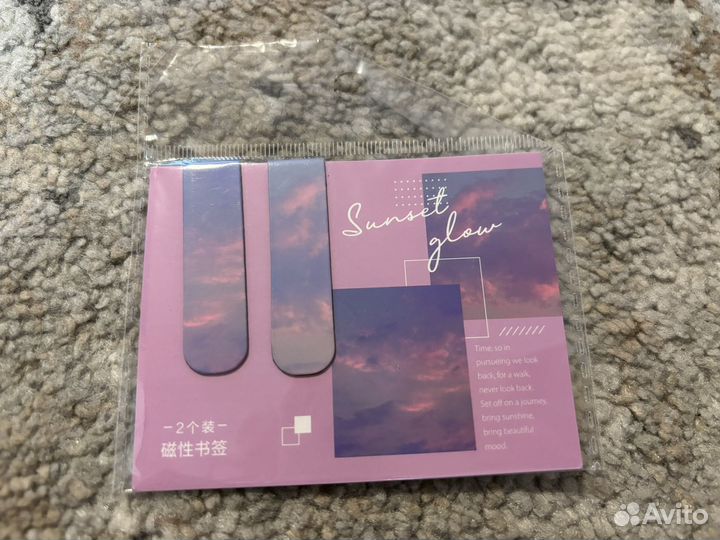 Sunset
glow
Time, so in
pursueing we look
back, for a walk,
never look back.
Set off on a journey,
bring sunshine,
bring beautiful
mood.
—2个装—
磁性书签
Avito